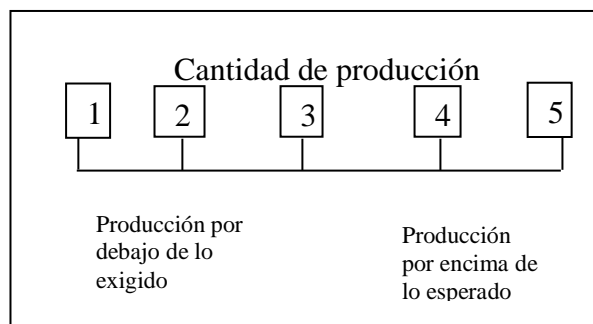 Cantidad de producción
1 2 3 4 5
Producción por
debajo de lo
exigido
Producción
por encima de
lo esperado